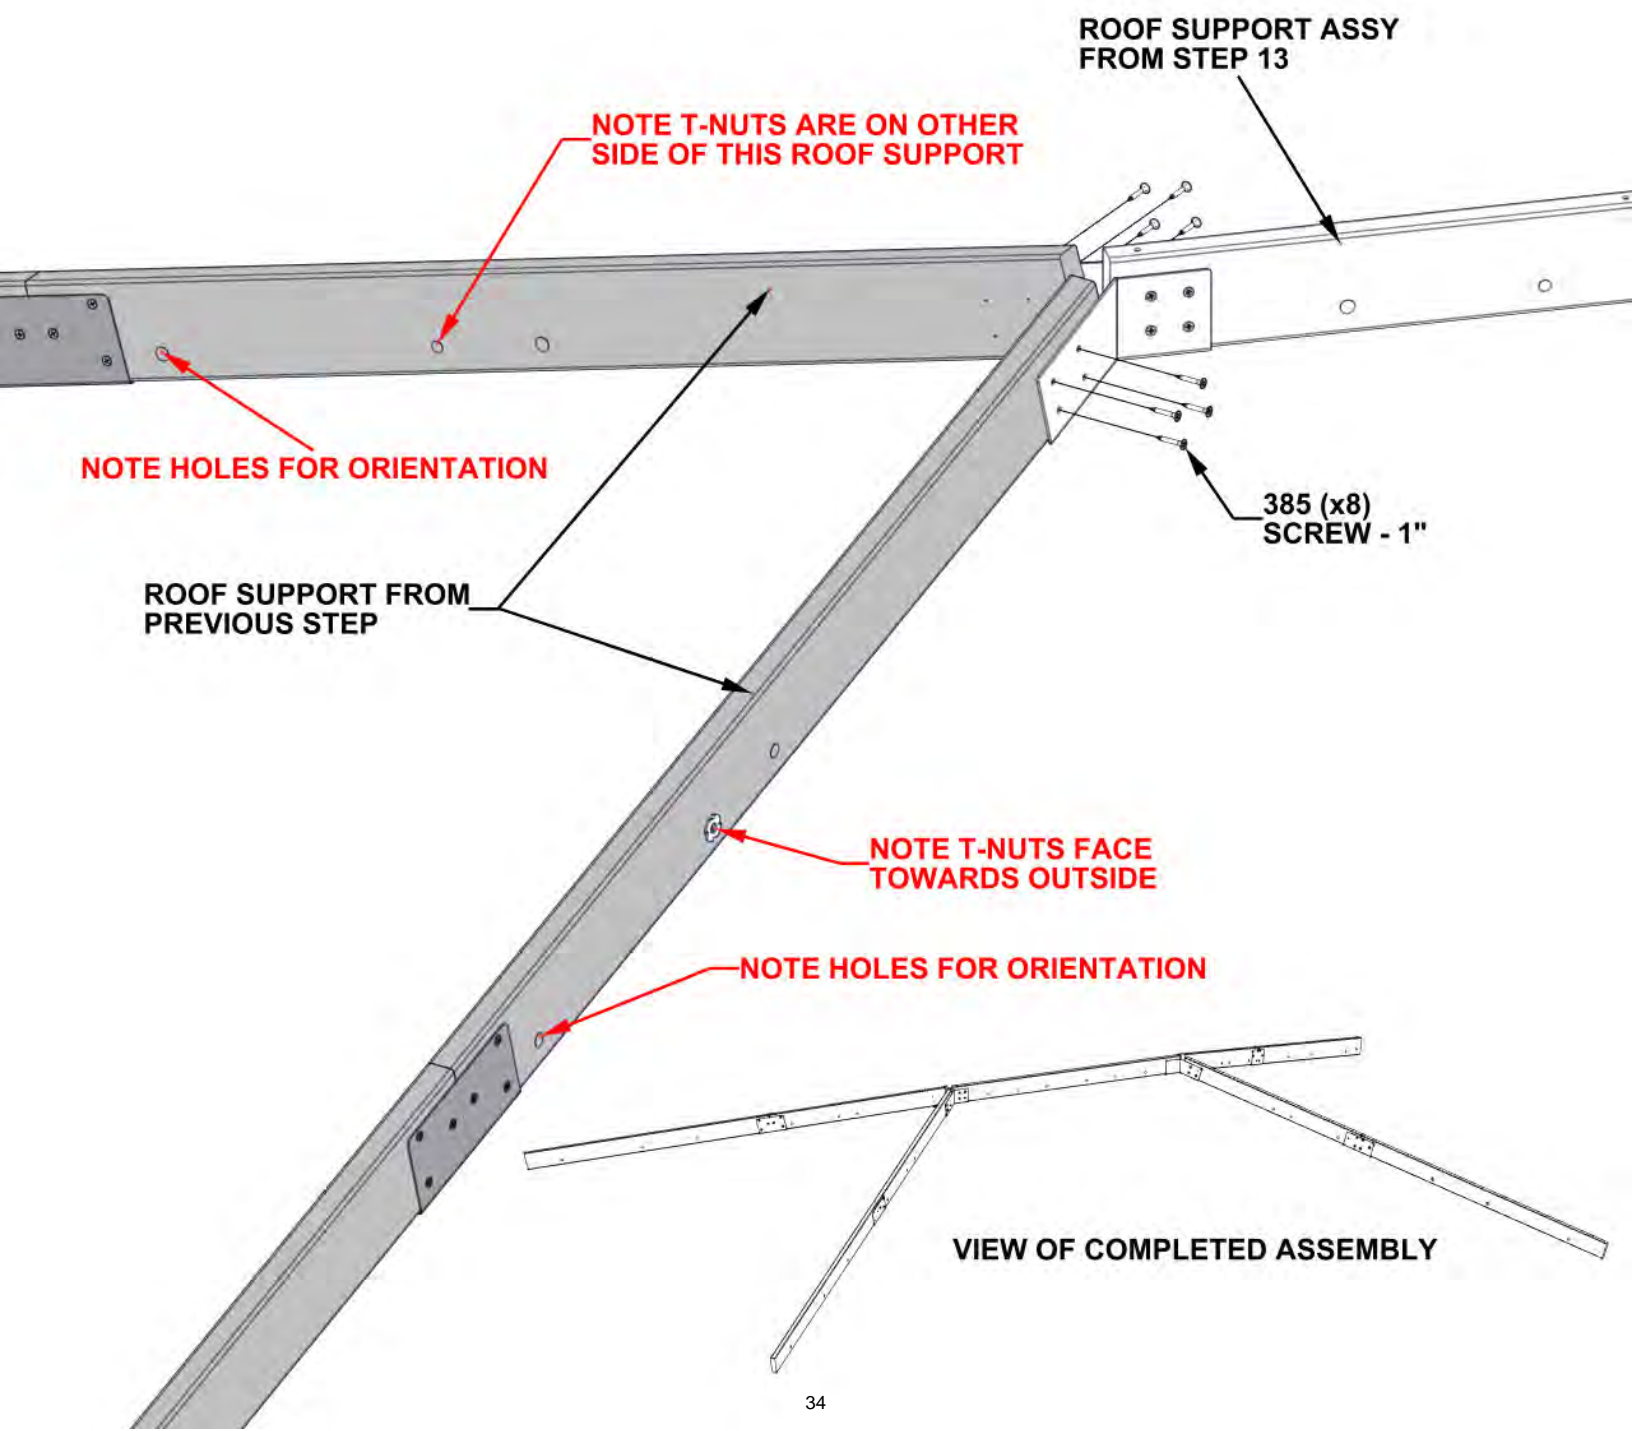 ROOF SUPPORT ASSY
FROM STEP 13
NOTE T-NUTS ARE ON OTHER
SIDE OF THIS ROOF SUPPORT
NOTE HOLES FOR ORIENTATION
385 (x8)
SCREW - 1"
ROOF SUPPORT FROM
PREVIOUS STEP
NOTE T-NUTS FACE
TOWARDS OUTSIDE
NOTE HOLES FOR ORIENTATION
VIEW OF COMPLETED ASSEMBLY
34